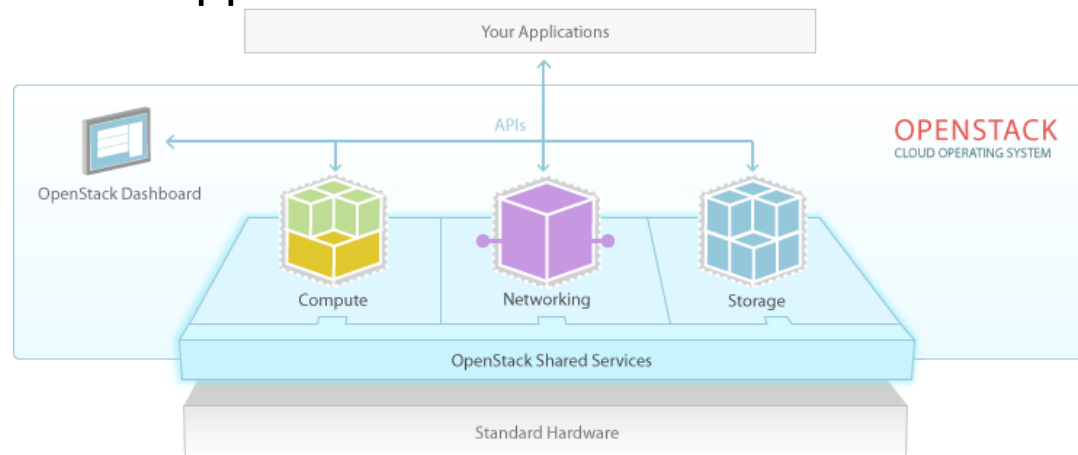 Your Applications
APIs
OPENSTACK
CLOUD OPERATING SYSTEM
OpenStack Dashboard
Compute
Networking
Storage
OpenStack Shared Services
Standard Hardware